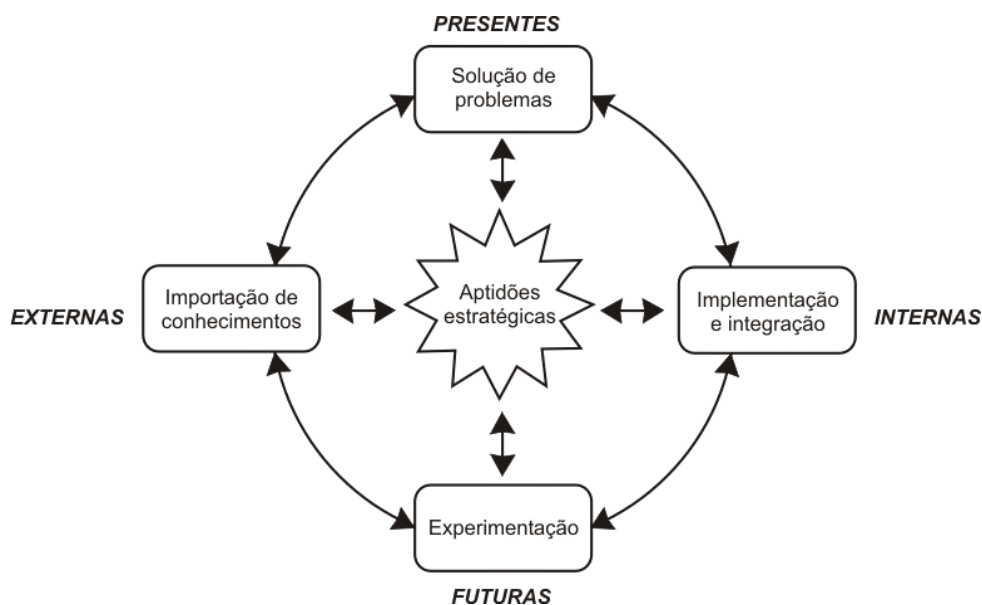 PRESENTES
Solução de
problemas
EXTERNAS
Importação de
conhecimentos
Aptidões
estratégicas
Implementação
e integração
INTERNAS
Experimentação
FUTURAS